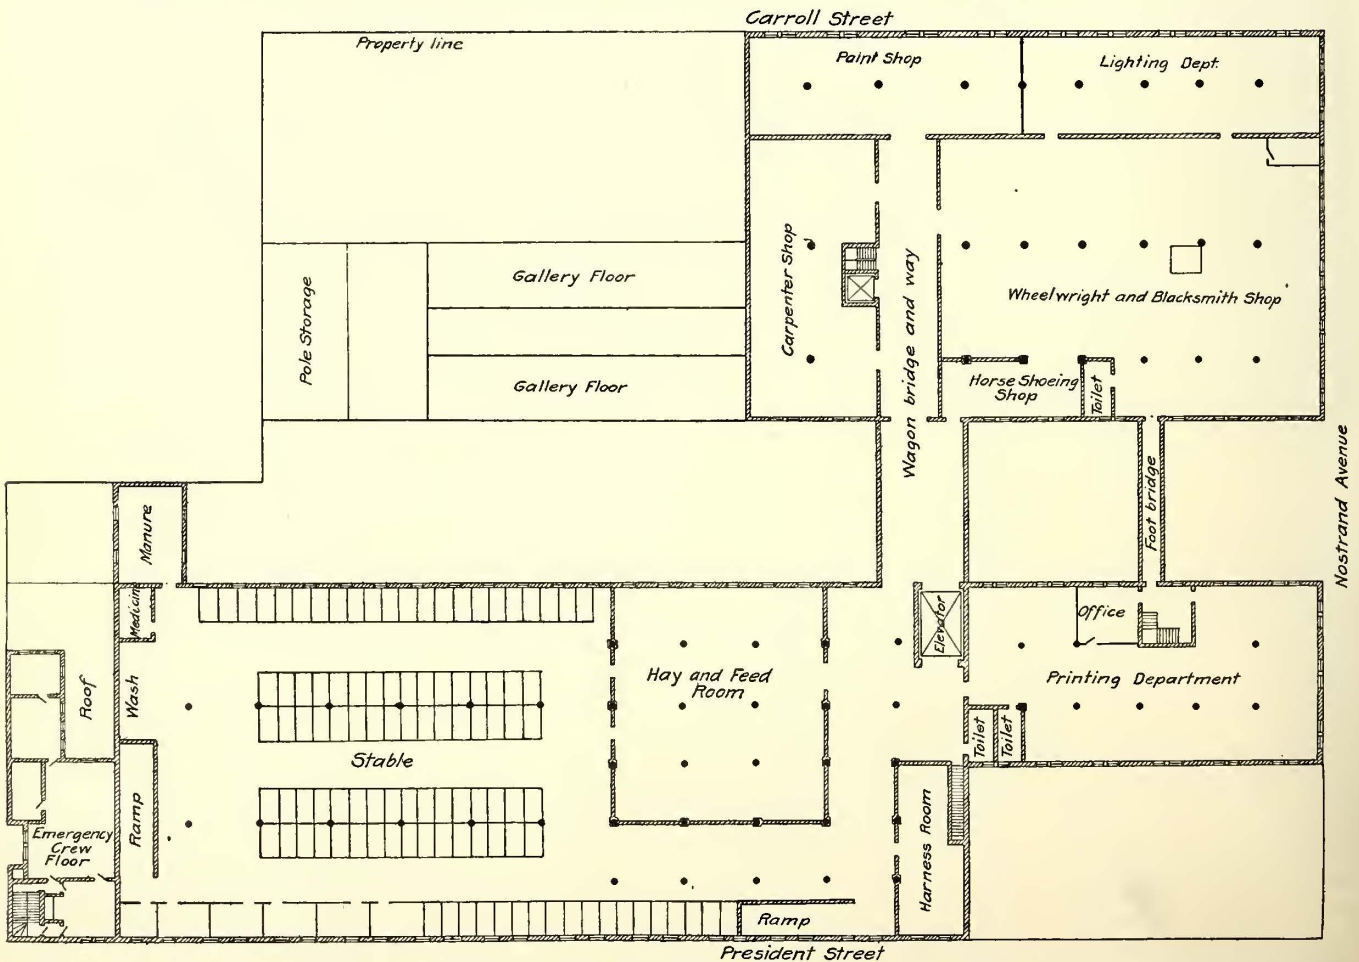 Carroll Street
Property line
Paint Shop
Lighting Dept.
Carpenter Shop
Wagon bridge and way
Gallery Floor
Pole Storage
Wheelwright and Blacksmith Shop
Gallery Floor
Horse Shoeing
Shop
Toilet
Nostrand Avenue
Foot bridge
Manure
Medicin
Office
Elevator
Hay and Feed
Room
Printing Department
Roof
Wash
Toilet
Toilet
Stable
Ramp
Emergency
Crew
Floor
Harness Room
Ramp
President Street